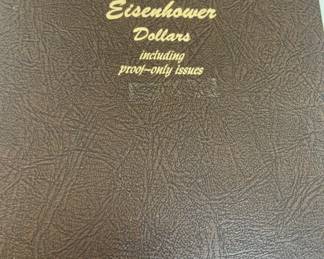 Eisenhower
Dollars
including
proof-only issues